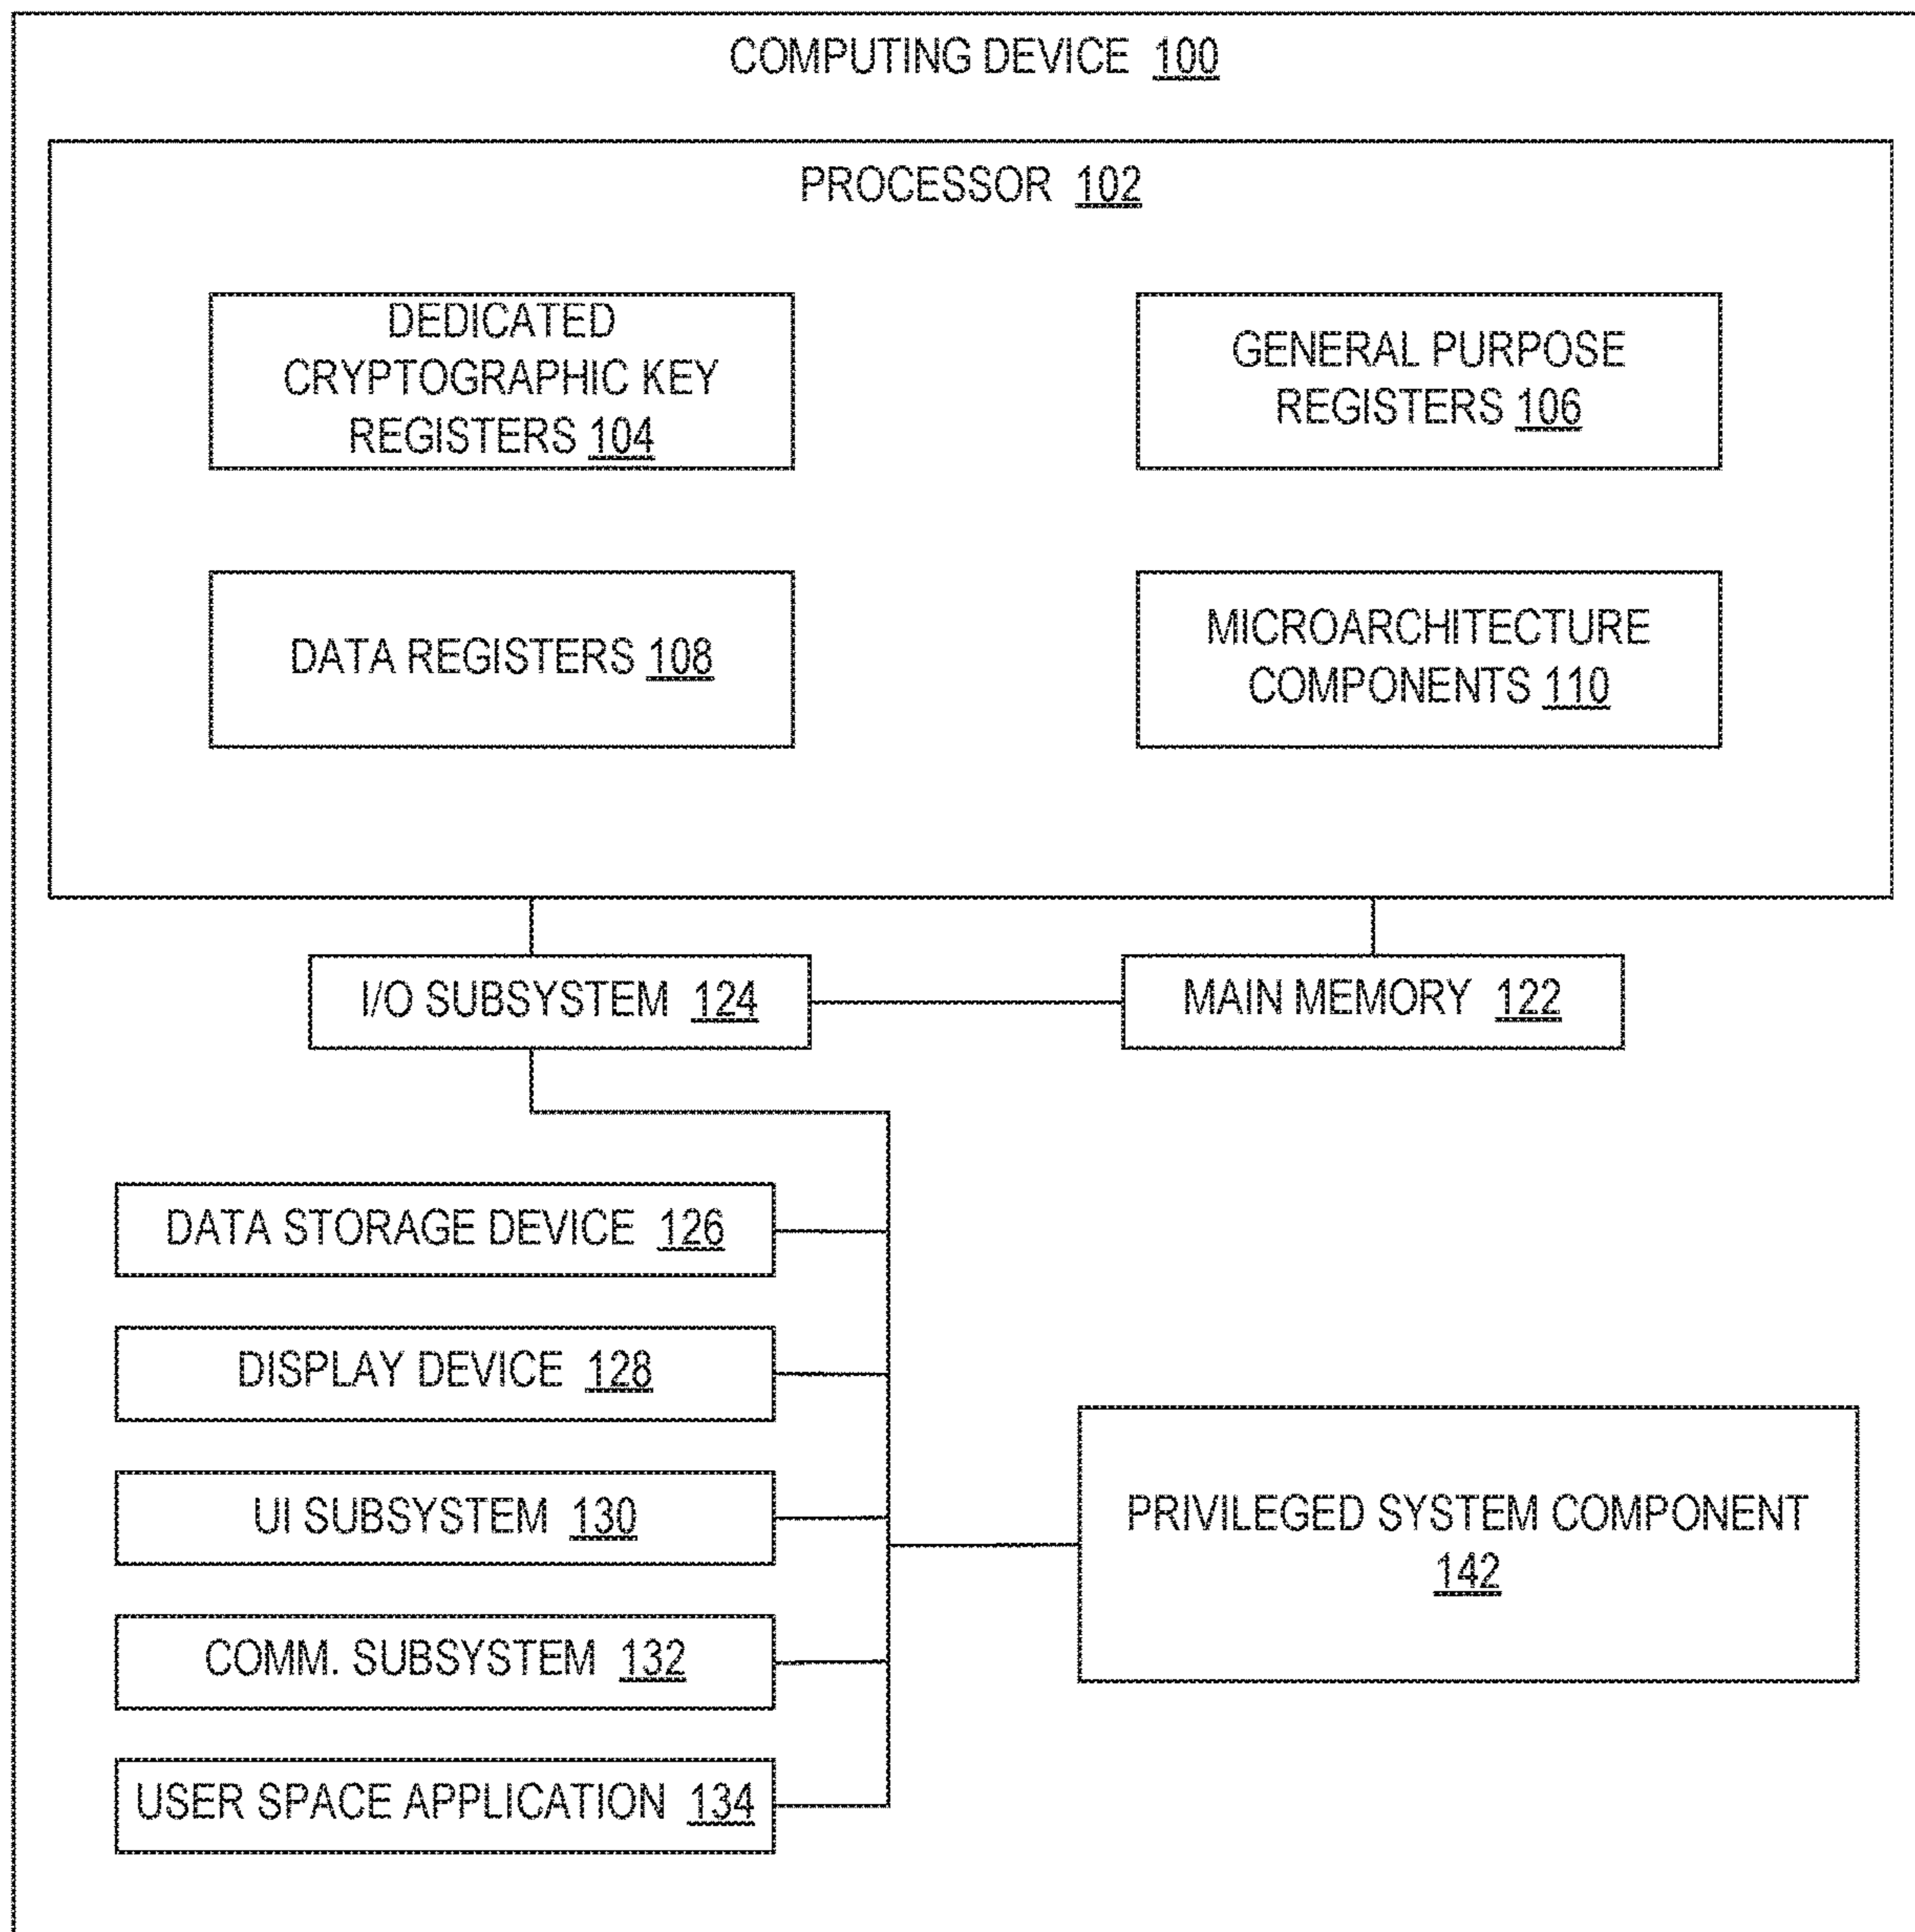 COMPUTING DEVICE 100
PROCESSOR 102
DEDICATED
CRYPTOGRAPHIC KEY
REGISTERS 104
GENERAL PURPOSE
REGISTERS 106
DATA REGISTERS 108
MICROARCHITECTURE
COMPONENTS 110
I/O SUBSYSTEM 124
MAIN MEMORY 122
DATA STORAGE DEVICE 126
DISPLAY DEVICE 128
UI SUBSYSTEM 130
COMM. SUBSYSTEM 132
USER SPACE APPLICATION 134
PRIVILEGED SYSTEM COMPONENT
142